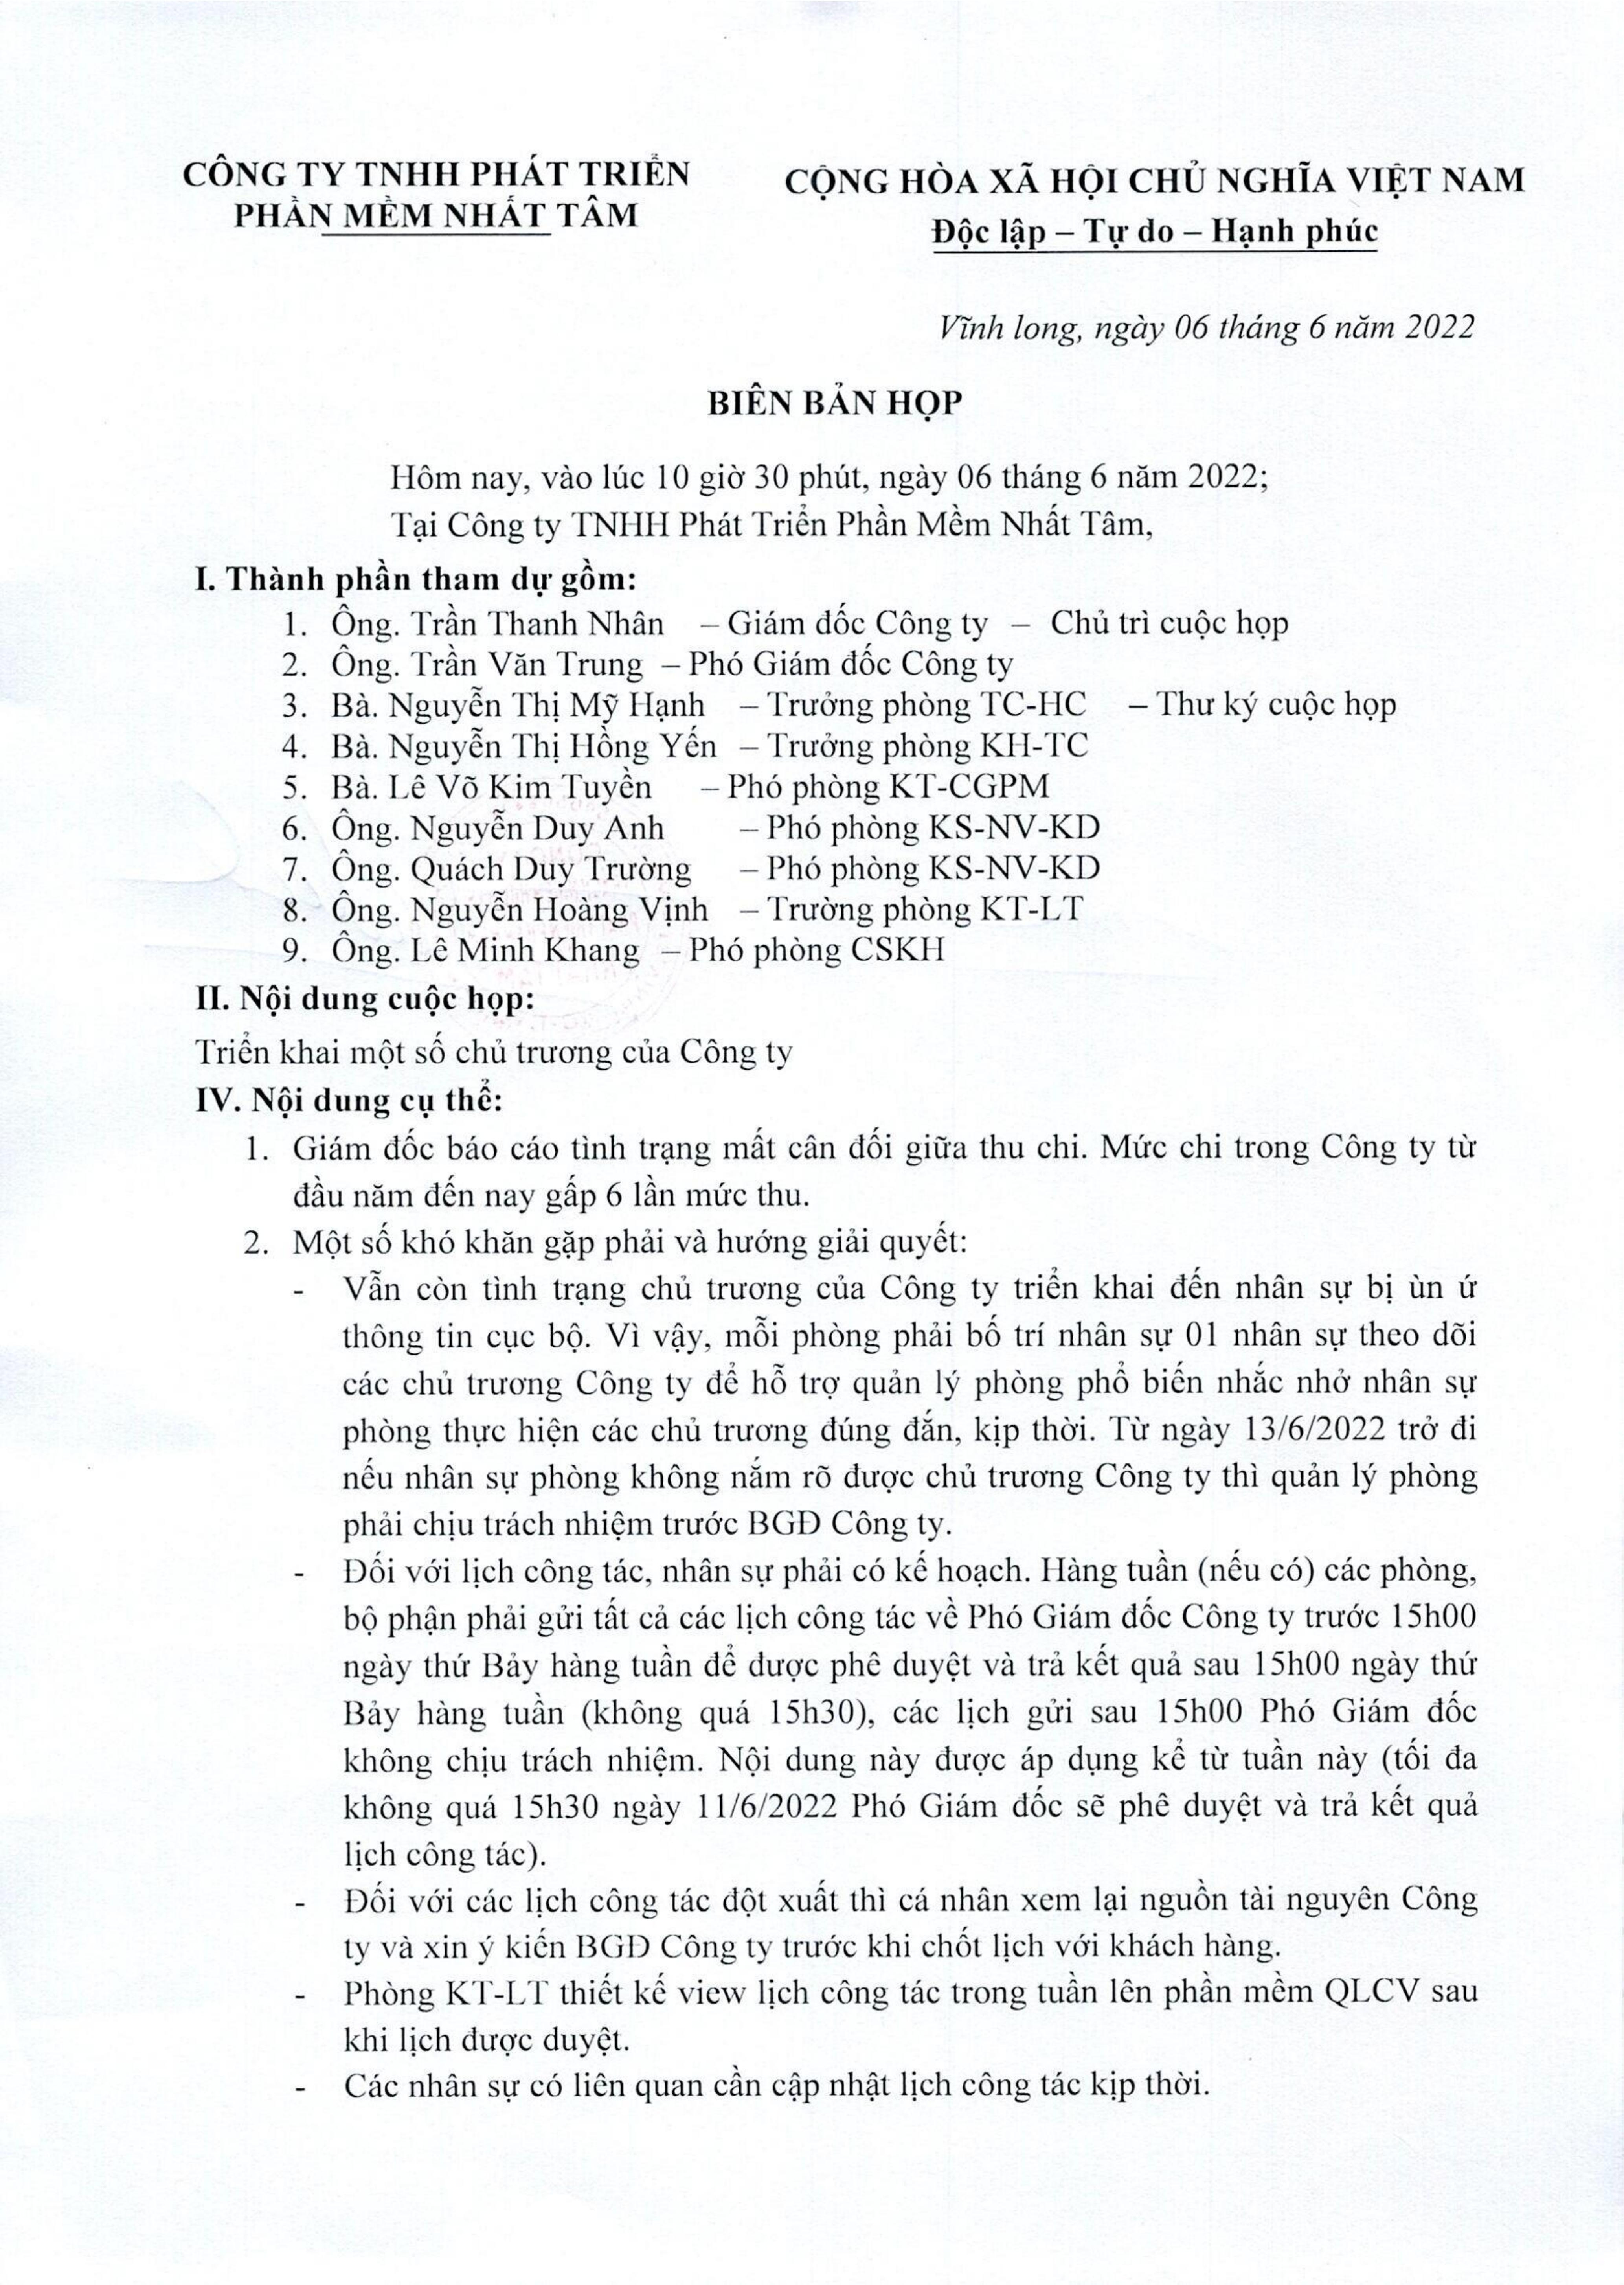 CÔNG TY TNHH PHÁT TRIỂN
PHẦN MỀM NHẤT TÂM
CỘNG HÒA XÃ HỘI CHỦ NGHĨA VIỆT NAM
Độc lập – Tự do – Hạnh phúc
Vĩnh long, ngày 06 tháng 6 năm 2022
BIÊN BẢN HỌP
Hôm nay, vào lúc 10 giờ 30 phút, ngày 06 tháng 6 năm 2022;
Tại Công ty TNHH Phát Triển Phần Mềm Nhất Tâm,
I. Thành phần tham dự gồm:
1. Ông. Trần Thanh Nhân – Giám đốc Công ty – Chủ trì cuộc họp
2. Ông. Trần Văn Trung – Phó Giám đốc Công ty
3. Bà. Nguyễn Thị Mỹ Hạnh – Trưởng phòng TC-HC – Thư ký cuộc họp
4. Bà. Nguyễn Thị Hồng Yến – Trưởng phòng KH-TC
5. Bà. Lê Võ Kim Tuyền – Phó phòng KT-CGPM
6. Ông. Nguyễn Duy Anh – Phó phòng KS-NV-KD
7. Ông. Quách Duy Trường – Phó phòng KS-NV-KD
8. Ông. Nguyễn Hoàng Vịnh – Trường phòng KT-LT
9. Ông. Lê Minh Khang – Phó phòng CSKH
II. Nội dung cuộc họp:
Triển khai một số chủ trương của Công ty
IV. Nội dung cụ thể:
1. Giám đốc báo cáo tình trạng mất cân đối giữa thu chi. Mức chi trong Công ty từ
đầu năm đến nay gấp 6 lần mức thu.
2. Một số khó khăn gặp phải và hướng giải quyết:
- Vẫn còn tình trạng chủ trương của Công ty triển khai đến nhân sự bị ùn ứ
thông tin cục bộ. Vì vậy, mỗi phòng phải bố trí nhân sự 01 nhân sự theo dõi
các chủ trương Công ty để hỗ trợ quản lý phòng phổ biến nhắc nhở nhân sự
phòng thực hiện các chủ trương đúng đắn, kịp thời. Từ ngày 13/6/2022 trở đi
nếu nhân sự phòng không nắm rõ được chủ trương Công ty thì quản lý phòng
phải chịu trách nhiệm trước BGĐ Công ty.
- Đối với lịch công tác, nhân sự phải có kế hoạch. Hàng tuần (nếu có) các phòng,
bộ phận phải gửi tất cả các lịch công tác về Phó Giám đốc Công ty trước 15h00
ngày thứ Bảy hàng tuần để được phê duyệt và trả kết quả sau 15h00 ngày thứ
Bảy hàng tuần (không quá 15h30), các lịch gửi sau 15h00 Phó Giám đốc
không chịu trách nhiệm. Nội dung này được áp dụng kể từ tuần này (tối đa
không quá 15h30 ngày 11/6/2022 Phó Giám đốc sẽ phê duyệt và trả kết quả
lịch công tác).
- Đối với các lịch công tác đột xuất thì cá nhân xem lại nguồn tài nguyên Công
ty và xin ý kiến BGĐ Công ty trước khi chốt lịch với khách hàng.
- Phòng KT-LT thiết kế view lịch công tác trong tuần lên phần mềm QLCV sau
khi lịch được duyệt.
- Các nhân sự có liên quan cần cập nhật lịch công tác kịp thời.